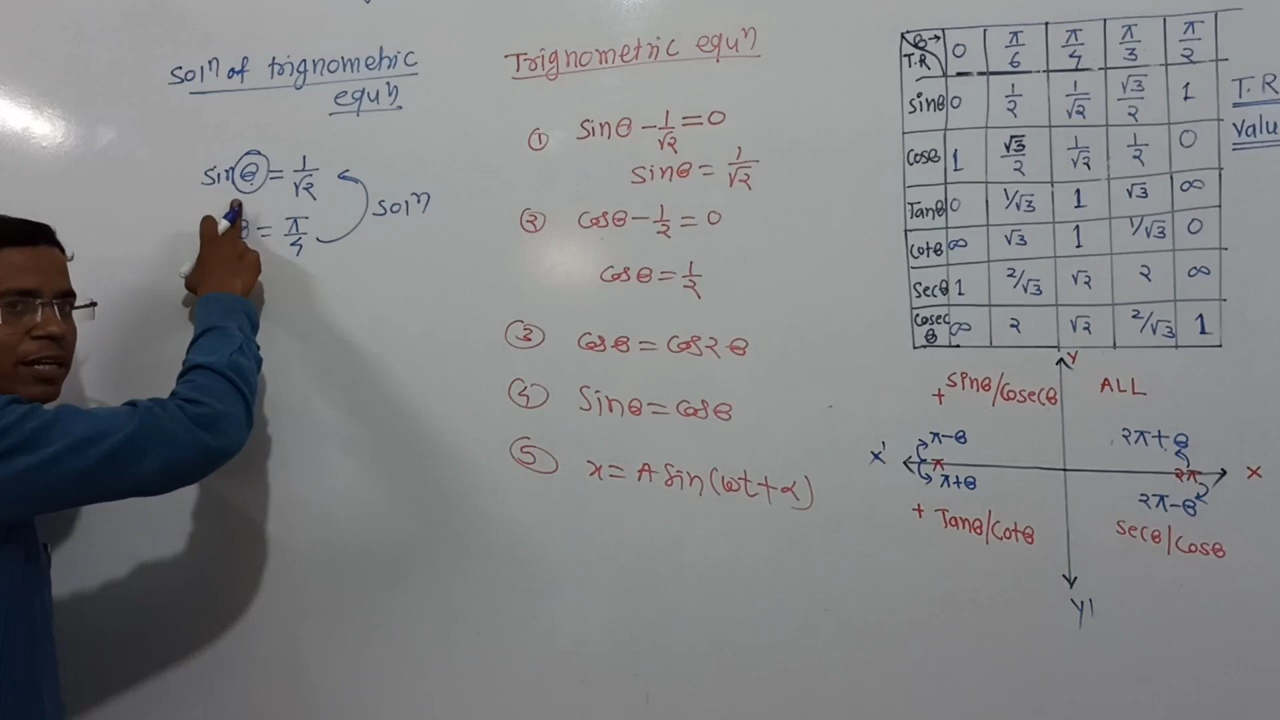 Solⁿ of trignometric
equⁿ
sinθ = 1/√2
θ = π/4
Solⁿ
Trignometric equⁿ
① sinθ - 1/√2 = 0
sinθ = 1/√2
② cosθ - 1/2 = 0
cosθ = 1/2
③ cosθ = cos2θ
④ Sinθ = cosθ
⑤ x = A sin(ωt+α)
θ→ T.R 0 π/6 π/4 π/3 π/2
sinθ 0 1/2 1/√2 √3/2 1
cosθ 1 √3/2 1/√2 1/2 0
Tanθ 0 1/√3 1 √3 ∞
cotθ ∞ √3 1 1/√3 0
Secθ 1 2/√3 √2 2 ∞
Cosec θ ∞ 2 √2 2/√3 1
T.R
Valu
Y
+ sinθ/Cosecθ
ALL
π-θ
2π+θ
X'
π
2π
X
π+θ
2π-θ
+ Tanθ/Cotθ
Secθ/Cosθ
Y'